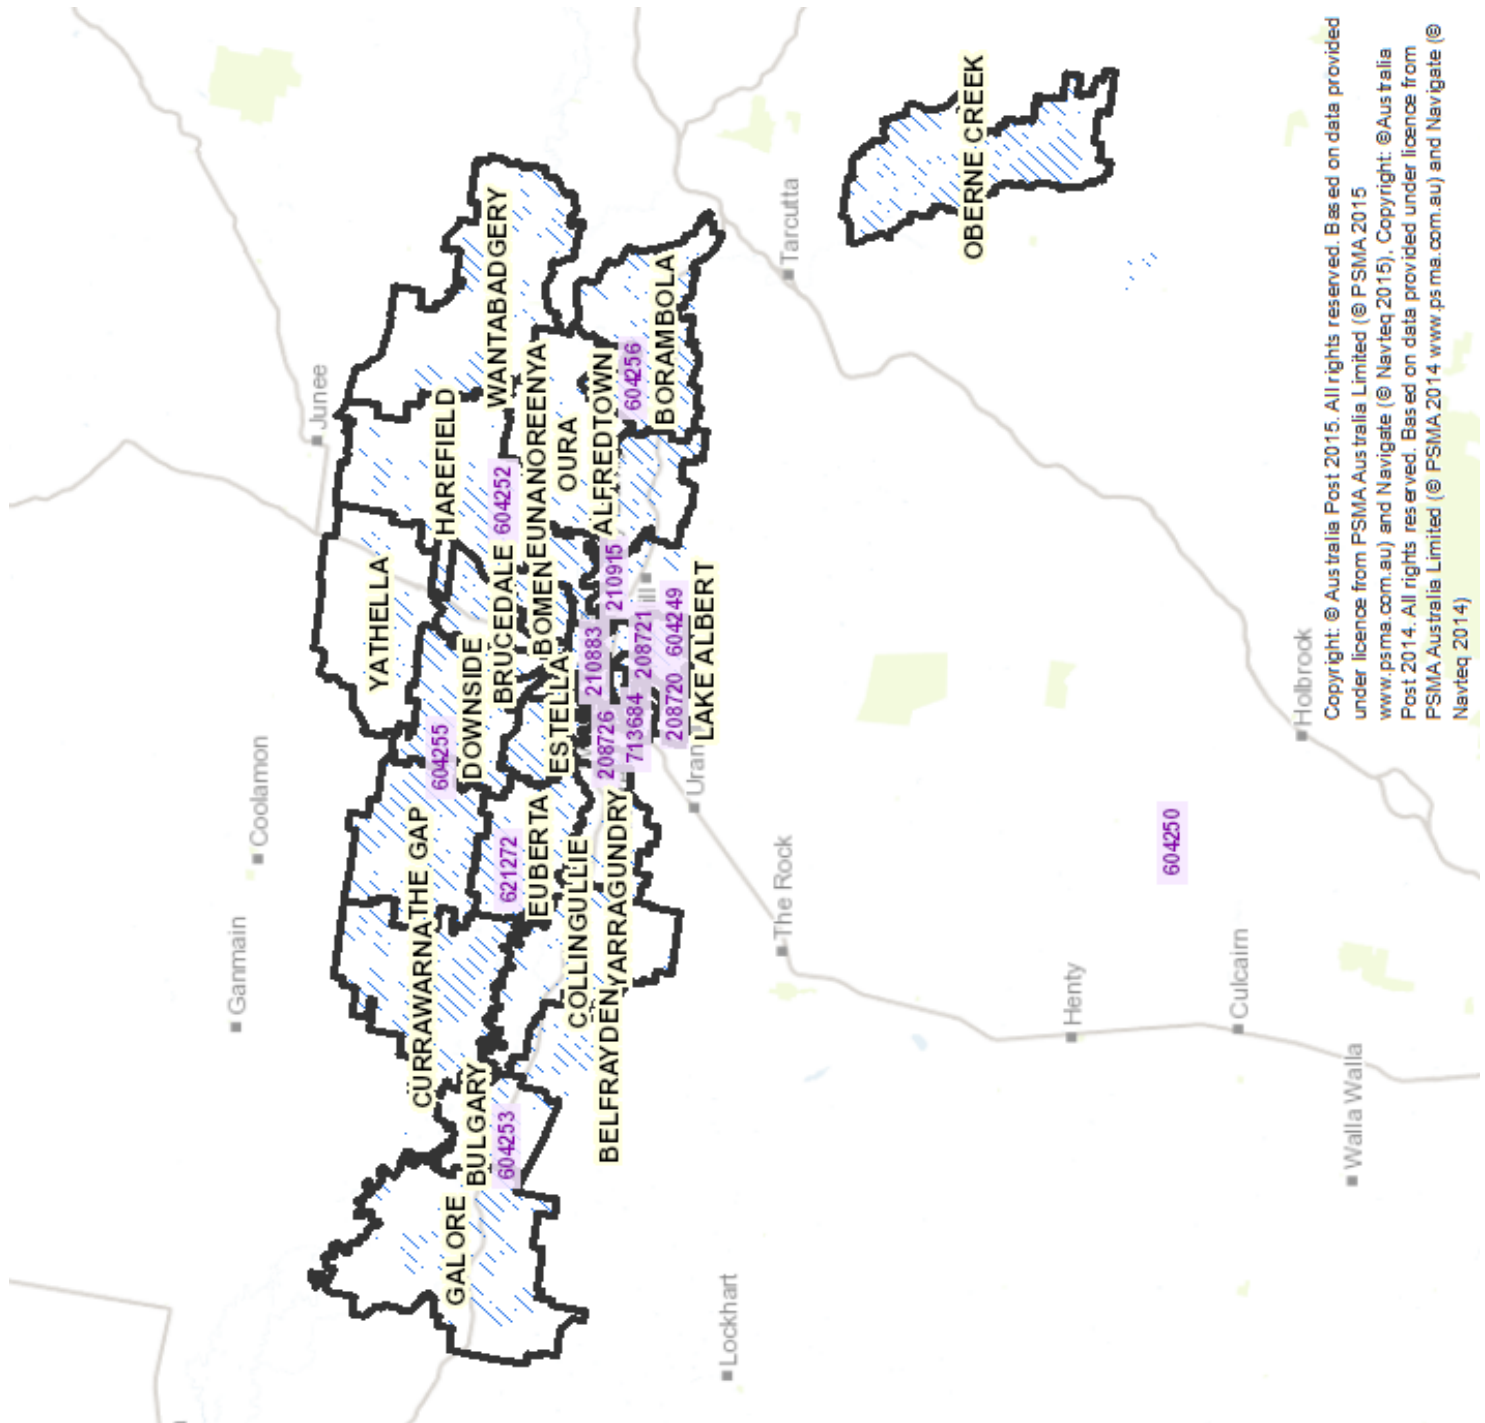 Ganmain
Coolamon
Junee
YATHELLA
CURRAWARNA
THE GAP
604255
HAREFIELD
GALORE
DOWNSIDE
BULGARY
WANTABADGERY
604253
621272
BRUCEDALE
604252
EUBERTA
BOMEN
EUNANOREENYA
ESTELLA
OURA
COLLINGULLIE
210883
ALFREDTOWN
208726
BELFRAYDEN
YARRAGUNDRY
210915
604256
713684
208721
ill
BORAMBOLA
208720
604249
Uran
LAKE ALBERT
Lockhart
The Rock
Tarcutta
OBERNE CREEK
Henty
604250
Culcairn
Holbrook
Walla Walla
Copyright: © Australia Post 2015. All rights reserved. Based on data provided
under licence from PSMA Australia Limited (© PSMA 2015
www.psma.com.au) and Navigate (© Navteq 2015), Copyright: © Australia
Post 2014. All rights reserved. Based on data provided under licence from
PSMA Australia Limited (© PSMA 2014 www.psma.com.au) and Navigate (©
Navteq 2014)